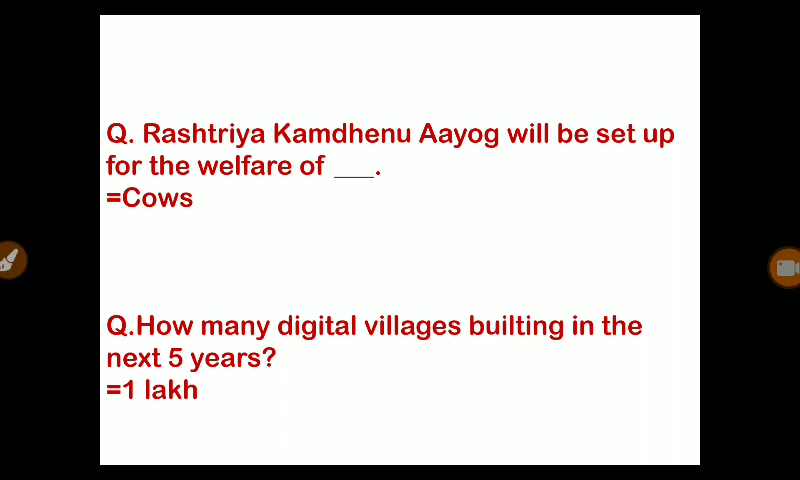 Q. Rashtriya Kamdhenu Aayog will be set up
for the welfare of ___.
=Cows
Q.How many digital villages builting in the
next 5 years?
=1 lakh